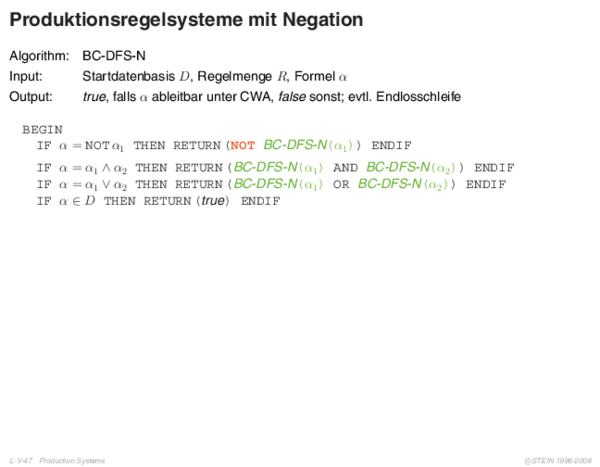 Produktionsregelsysteme mit Negation
Algorithm: BC-DFS-N
Input: Startdatenbasis D, Regelmenge R, Formel α
Output: true, falls α ableitbar unter CWA, false sonst; evtl. Endlosschleife
BEGIN
IF α = NOT α₁ THEN RETURN (NOT BC-DFS-N(α₁)) ENDIF
IF α = α₁ ∧ α₂ THEN RETURN (BC-DFS-N(α₁) AND BC-DFS-N(α₂)) ENDIF
IF α = α₁ ∨ α₂ THEN RETURN (BC-DFS-N(α₁) OR BC-DFS-N(α₂)) ENDIF
IF α ∈ D THEN RETURN (true) ENDIF
L: V-47 Production Systems ©STEIN 1996-2008